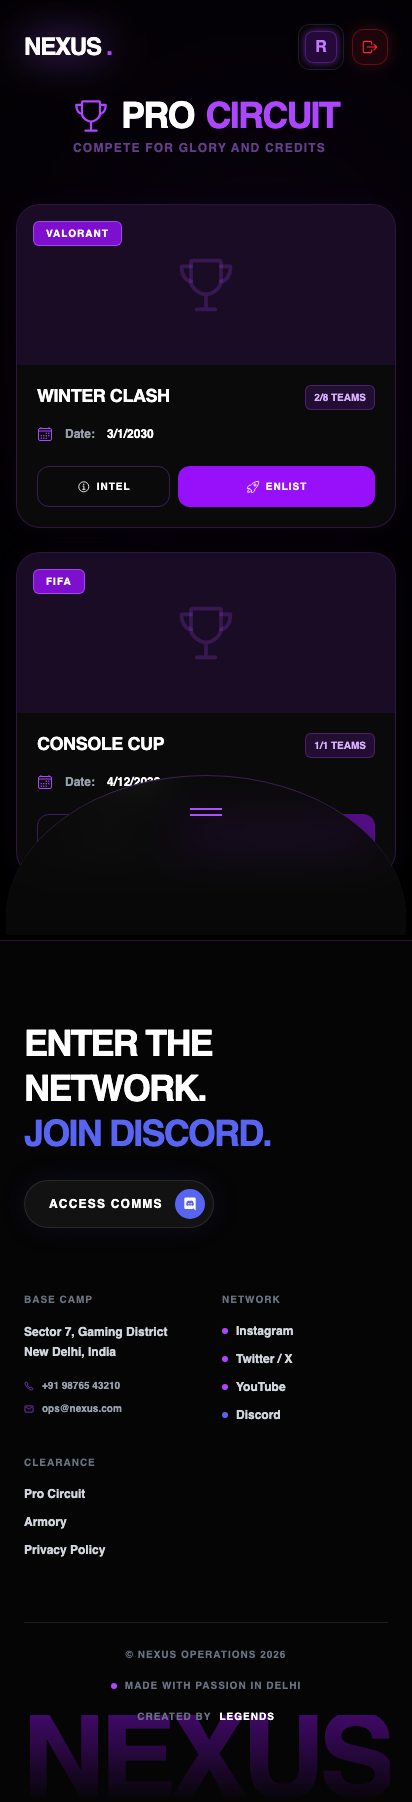 NEXUS .
R
PRO CIRCUIT
COMPETE FOR GLORY AND CREDITS
VALORANT
WINTER CLASH
2/8 TEAMS
Date: 3/1/2030
INTEL
ENLIST
FIFA
CONSOLE CUP
1/1 TEAMS
Date: 4/12/2030
ENTER THE
NETWORK.
JOIN DISCORD.
ACCESS COMMS
BASE CAMP
Sector 7, Gaming District
New Delhi, India
+91 98765 43210
ops@nexus.com
NETWORK
Instagram
Twitter / X
YouTube
Discord
CLEARANCE
Pro Circuit
Armory
Privacy Policy
© NEXUS OPERATIONS 2026
MADE WITH PASSION IN DELHI
CREATED BY LEGENDS
NEXUS